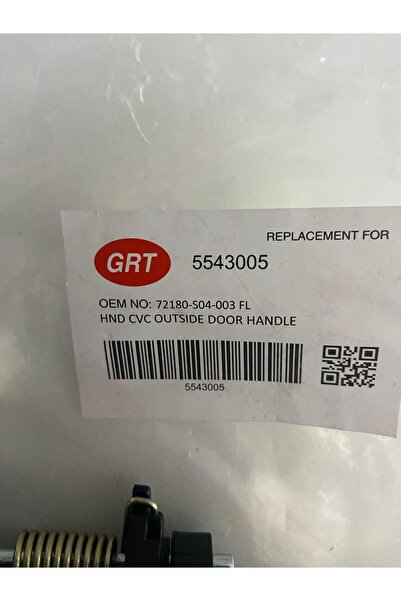 REPLACEMENT FOR
GRT 5543005
OEM NO: 72180-S04-003 FL
HND CVC OUTSIDE DOOR HANDLE
5543005